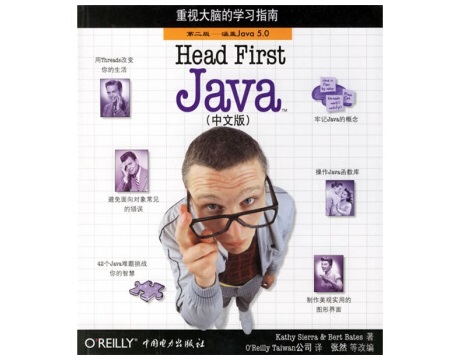 重视大脑的学习指南
第二版——涵盖Java 5.0
Head First
Java™
(中文版)
用Threads改变
你的生活
牢记Java的概念
避免面向对象常见
的错误
操作Java函数库
42个Java难题挑战
你的智慧
制作美观实用的
图形界面
Kathy Sierra & Bert Bates 著
O'REILLY 中国电力出版社
O'Reilly Taiwan公司 译 张然 等改编